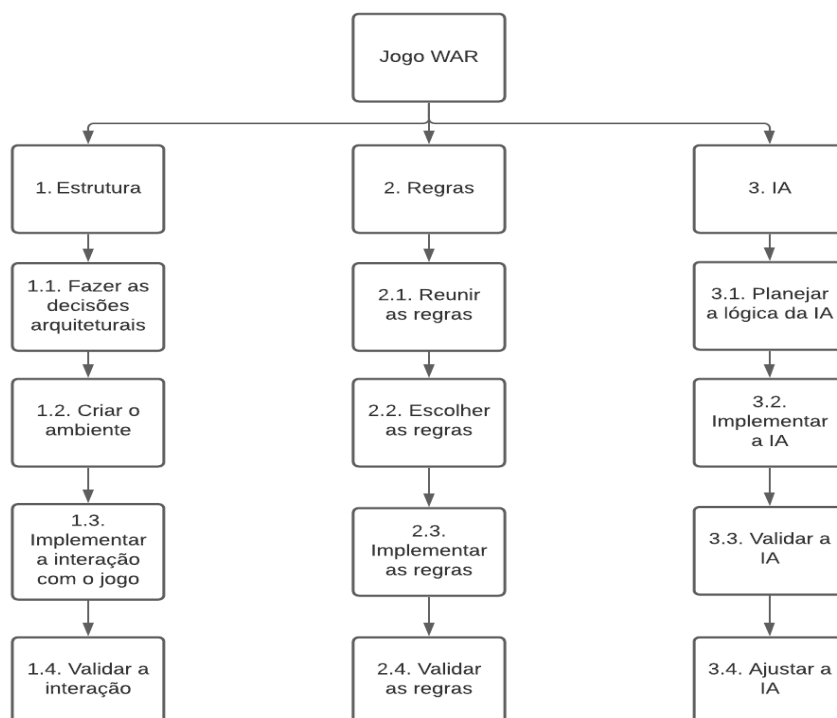 Jogo WAR
1. Estrutura
2. Regras
3. IA
1.1. Fazer as
decisões
arquiteturais
2.1. Reunir
as regras
3.1. Planejar
a lógica da IA
1.2. Criar o
ambiente
2.2. Escolher
as regras
3.2.
Implementar
a IA
1.3.
Implementar
a interação
com o jogo
2.3.
Implementar
as regras
3.3. Validar a
IA
1.4. Validar a
interação
2.4. Validar
as regras
3.4. Ajustar a
IA